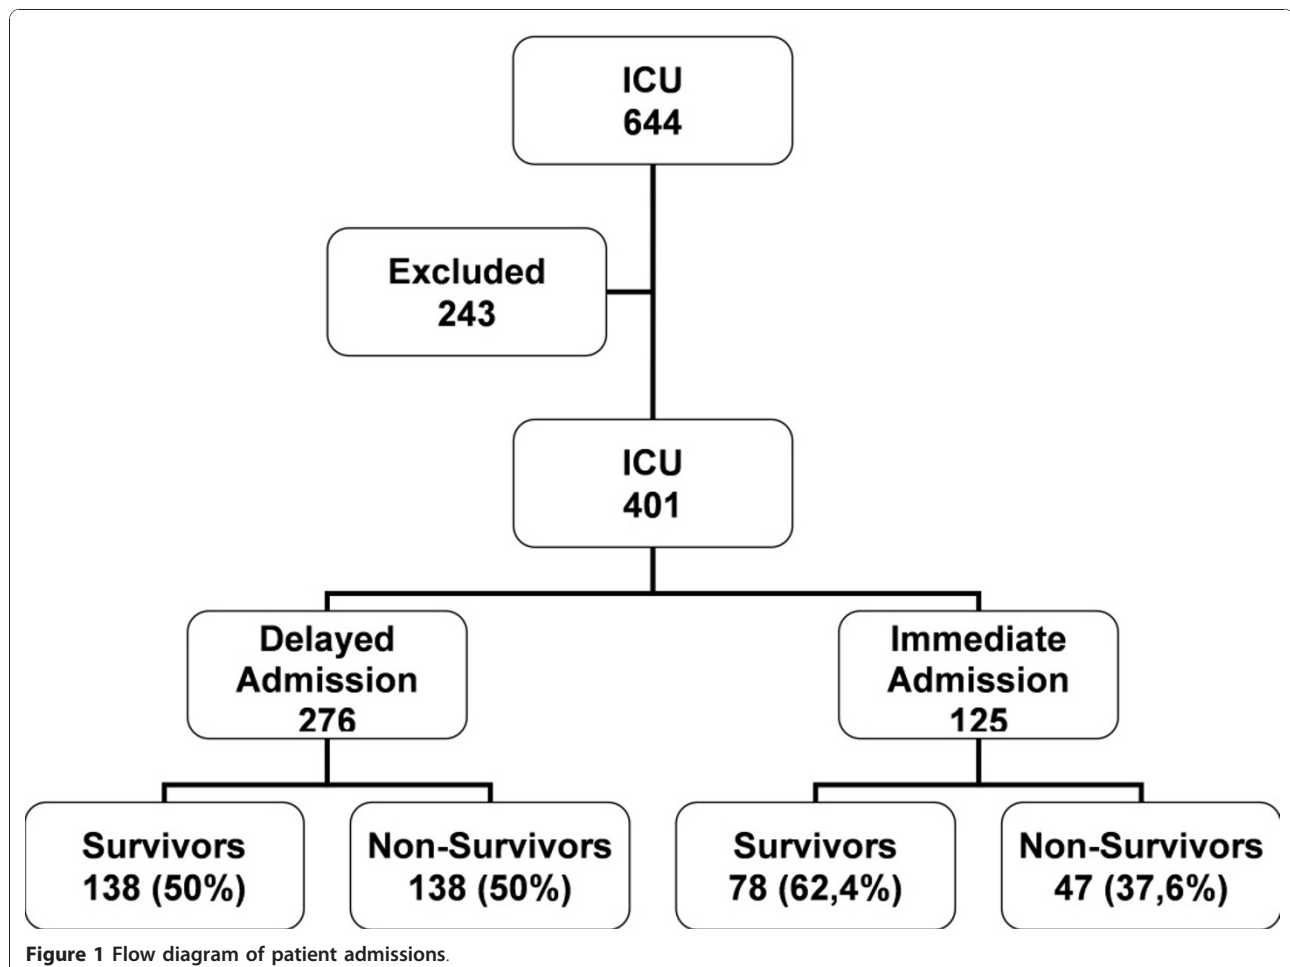 ICU
644
Excluded
243
ICU
401
Delayed
Admission
276
Immediate
Admission
125
Survivors
138 (50%)
Non-Survivors
138 (50%)
Survivors
78 (62,4%)
Non-Survivors
47 (37,6%)
Figure 1 Flow diagram of patient admissions.